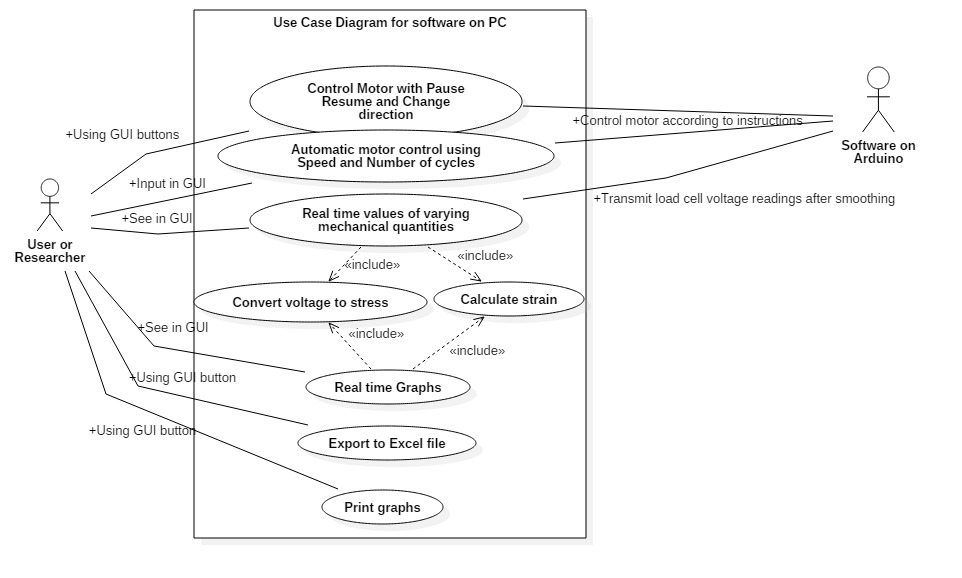 Use Case Diagram for software on PC
Control Motor with Pause
Resume and Change
direction
+Control motor according to instructions
+Using GUI buttons
Automatic motor control using
Speed and Number of cycles
Software on
Arduino
+Input in GUI
+Transmit load cell voltage readings after smoothing
+See in GUI
Real time values of varying
mechanical quantities
User or
Researcher
«include»
«include»
Convert voltage to stress
Calculate strain
+See in GUI
«include»
«include»
+Using GUI button
Real time Graphs
+Using GUI button
Export to Excel file
Print graphs